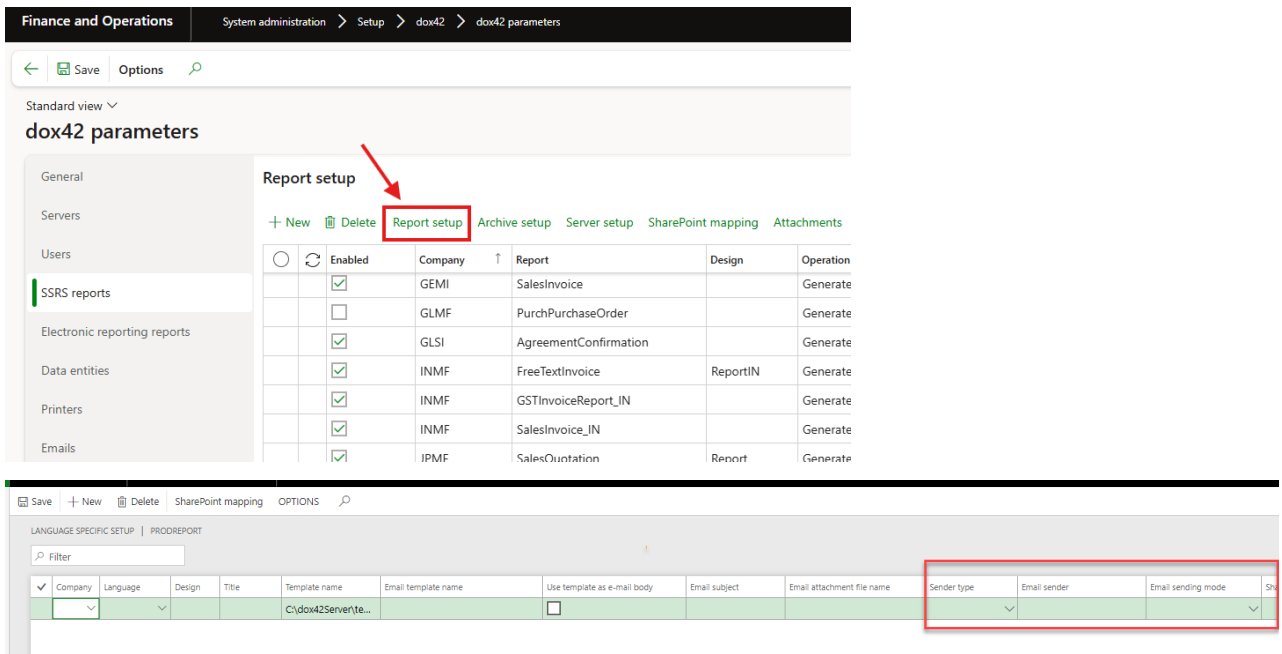 Finance and Operations System administration > Setup > dox42 > dox42 parameters
Save Options
Standard view
dox42 parameters
General
Servers
Users
SSRS reports
Electronic reporting reports
Data entities
Printers
Emails
Report setup
+ New Delete Report setup Archive setup Server setup SharePoint mapping Attachments
Enabled Company ↑ Report Design Operation
GEMI SalesInvoice Generate
GLMF PurchPurchaseOrder Generate
GLSI AgreementConfirmation Generate
INMF FreeTextInvoice ReportIN Generate
INMF GSTInvoiceReport_IN Generate
INMF SalesInvoice_IN Generate
JPMF SalesQuotation Report Generate
Save + New Delete SharePoint mapping OPTIONS
LANGUAGE SPECIFIC SETUP | PRODREPORT
Filter
Company Language Design Title Template name Email template name Use template as e-mail body Email subject Email attachment file name Sender type Email sender Email sending mode Sha
C:\dox42Server\te...